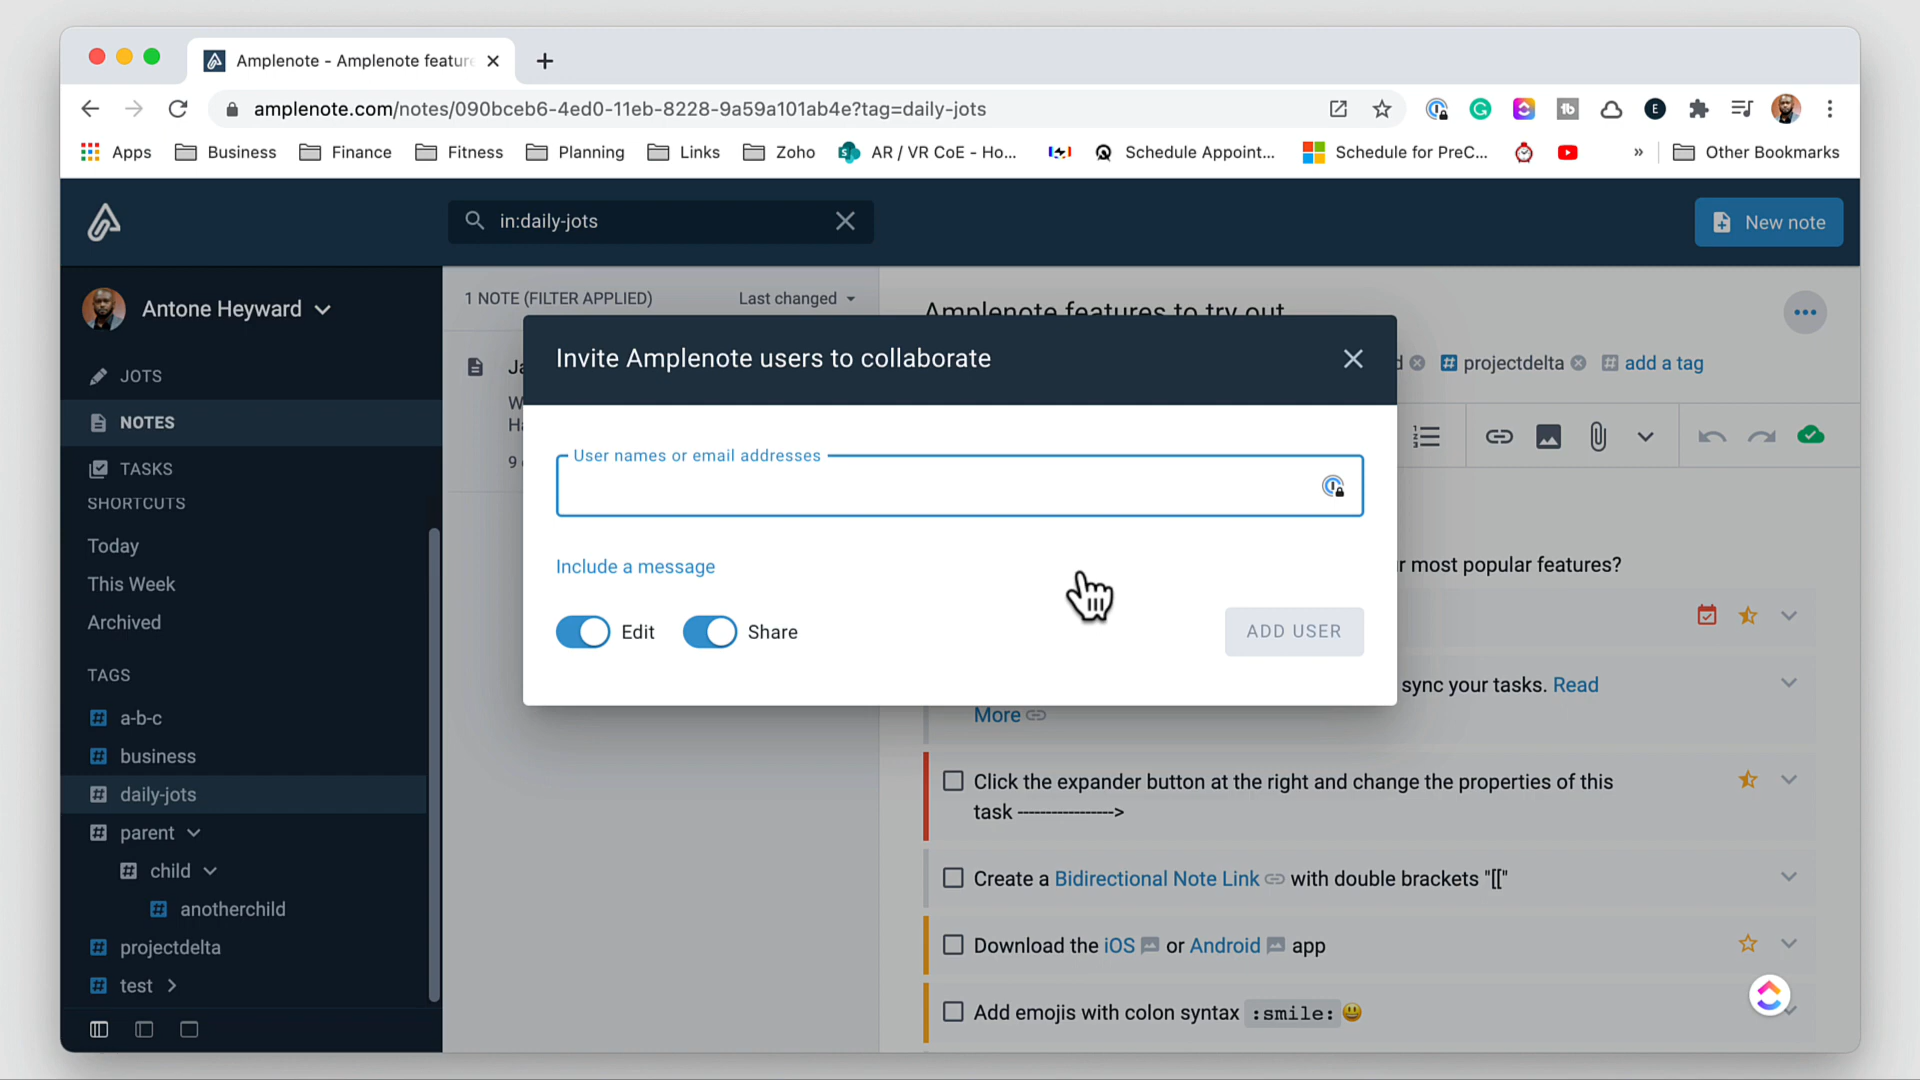 Amplenote - Amplenote feature
amplenote.com/notes/090bceb6-4ed0-11eb-8228-9a59a101ab4e?tag=daily-jots
Apps Business Finance Fitness Planning Links Zoho AR / VR CoE - Ho... Schedule Appoint... Schedule for PreC... » Other Bookmarks
in:daily-jots
New note
Antone Heyward
JOTS
NOTES
TASKS
SHORTCUTS
Today
This Week
Archived
TAGS
a-b-c
business
daily-jots
parent
child
anotherchild
projectdelta
test
1 NOTE (FILTER APPLIED) Last changed
Amplenote features to try out
projectdelta add a tag
Invite Amplenote users to collaborate
User names or email addresses
Include a message
Edit Share ADD USER
most popular features?
sync your tasks. Read
More
Click the expander button at the right and change the properties of this
task ----------------->
Create a Bidirectional Note Link with double brackets "[["
Download the iOS or Android app
Add emojis with colon syntax :smile: 😃